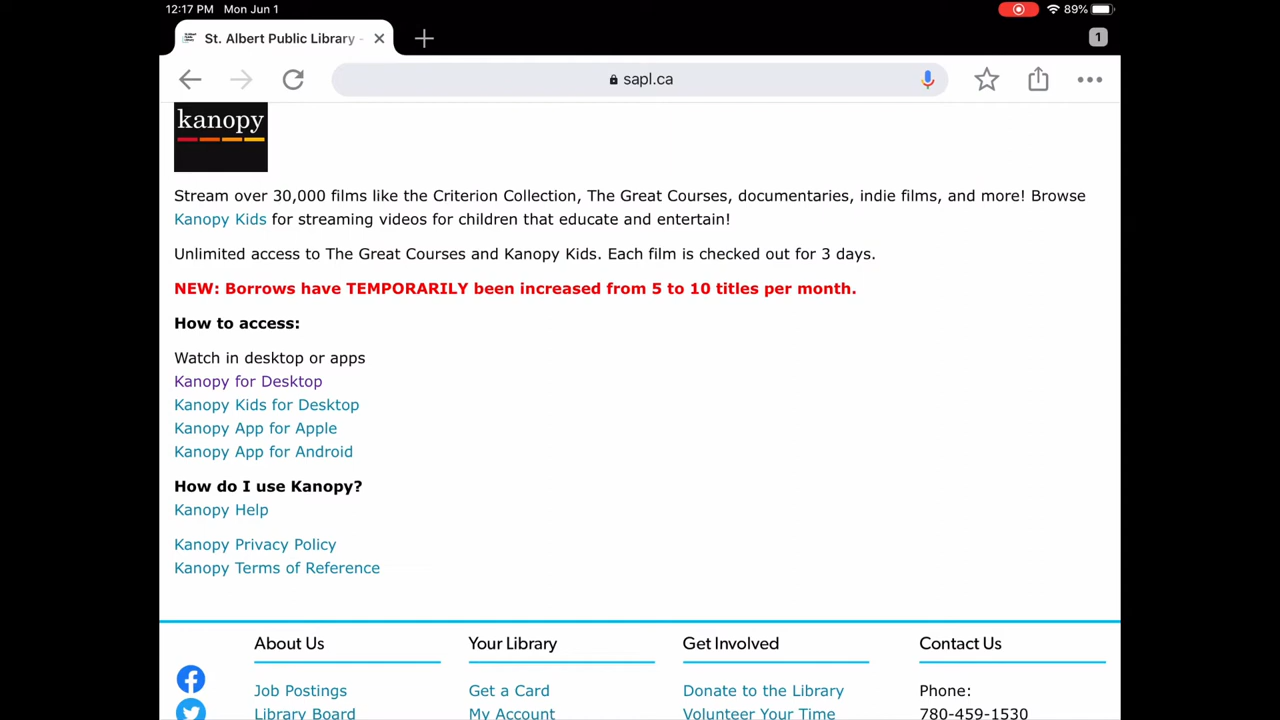 12:17 PM Mon Jun 1
89%
St. Albert Public Library -
1
sapl.ca
kanopy
Stream over 30,000 films like the Criterion Collection, The Great Courses, documentaries, indie films, and more! Browse
Kanopy Kids for streaming videos for children that educate and entertain!
Unlimited access to The Great Courses and Kanopy Kids. Each film is checked out for 3 days.
NEW: Borrows have TEMPORARILY been increased from 5 to 10 titles per month.
How to access:
Watch in desktop or apps
Kanopy for Desktop
Kanopy Kids for Desktop
Kanopy App for Apple
Kanopy App for Android
How do I use Kanopy?
Kanopy Help
Kanopy Privacy Policy
Kanopy Terms of Reference
About Us
Job Postings
Library Board
Your Library
Get a Card
My Account
Get Involved
Donate to the Library
Volunteer Your Time
Contact Us
Phone:
780-459-1530